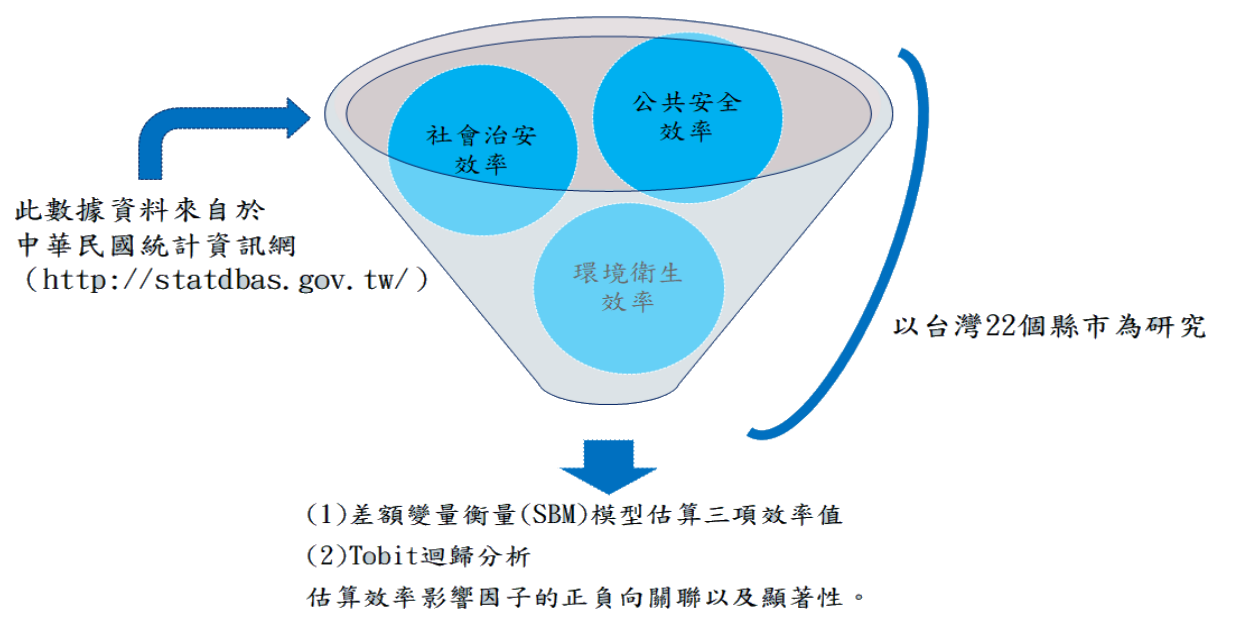 公共安全
效率
社會治安
效率
此數據資料來自於
中華民國統計資訊網
（http://statdbas.gov.tw/）
環境衛生
效率
以台灣22個縣市為研究
(1)差額變量衡量(SBM)模型估算三項效率值
(2)Tobit迴歸分析
估算效率影響因子的正負向關聯以及顯著性。